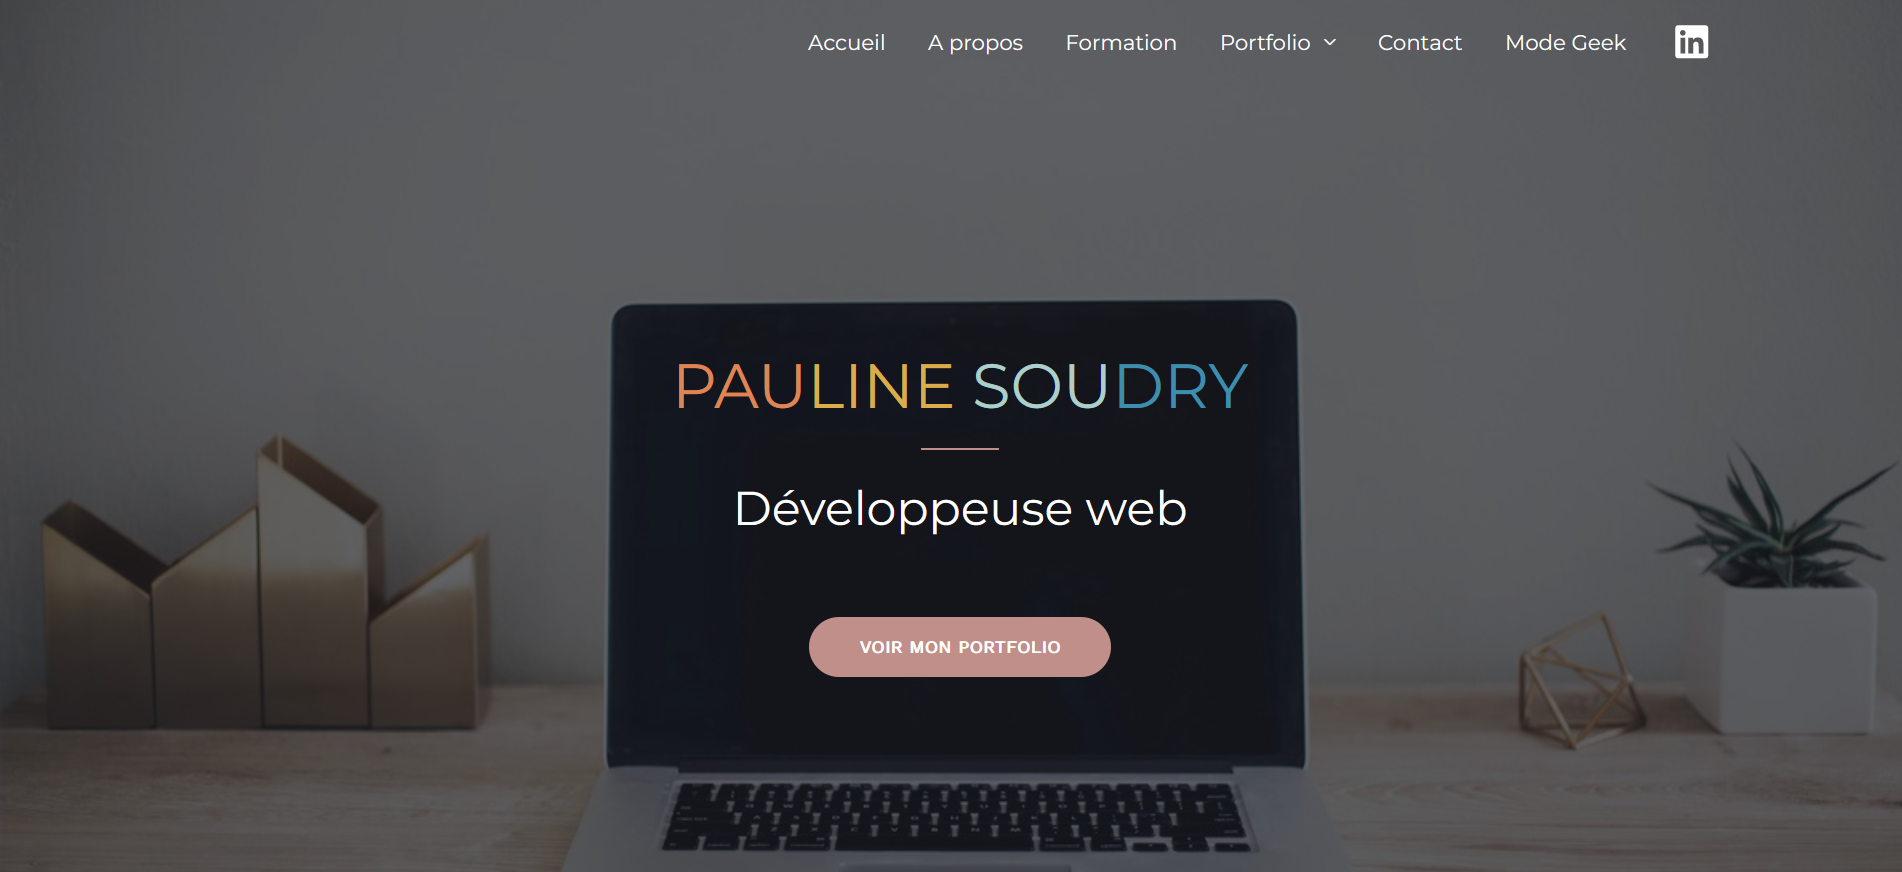 Accueil A propos Formation Portfolio Contact Mode Geek in
PAULINE SOUDRY
Développeuse web
VOIR MON PORTFOLIO